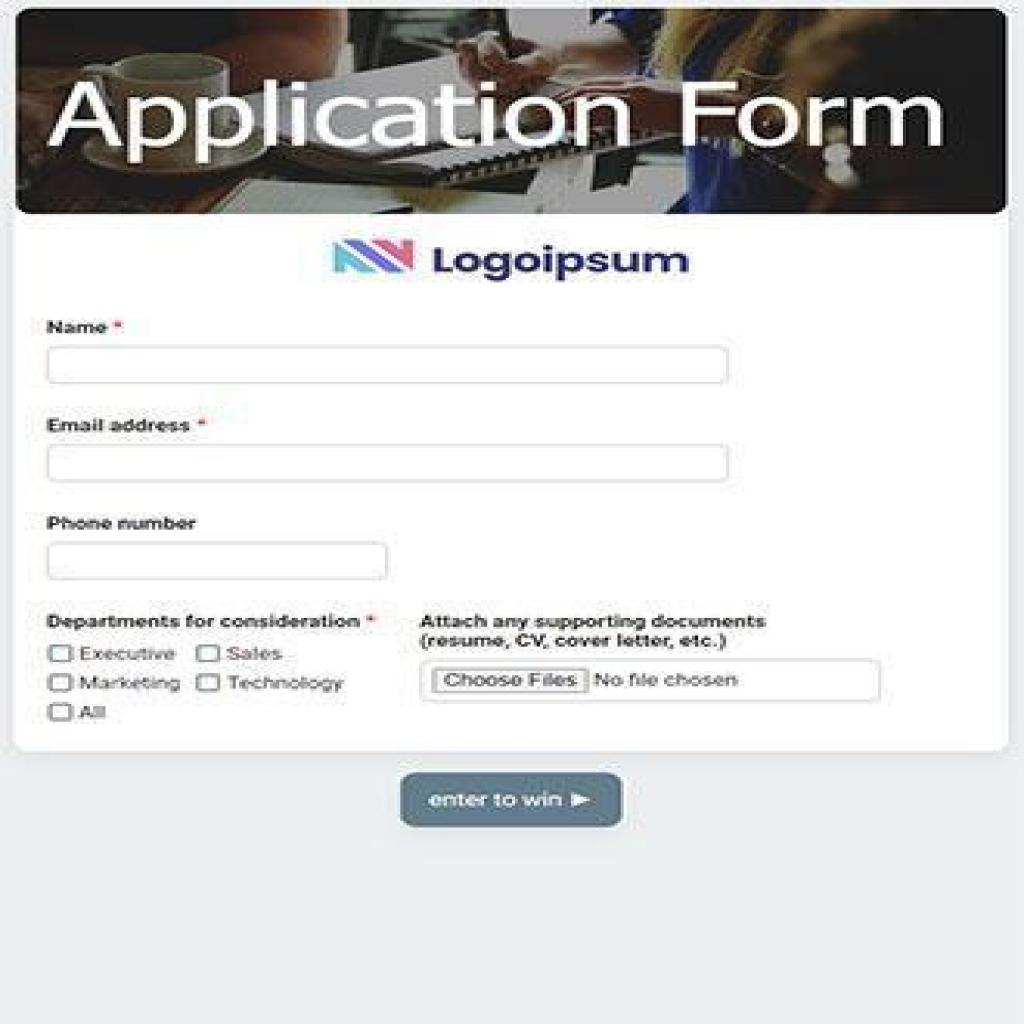 Application Form
Logoipsum
Name *
Email address *
Phone number
Departments for consideration *
Executive Sales
Marketing Technology
All
Attach any supporting documents
(resume, CV, cover letter, etc.)
Choose Files No file chosen
enter to win ►